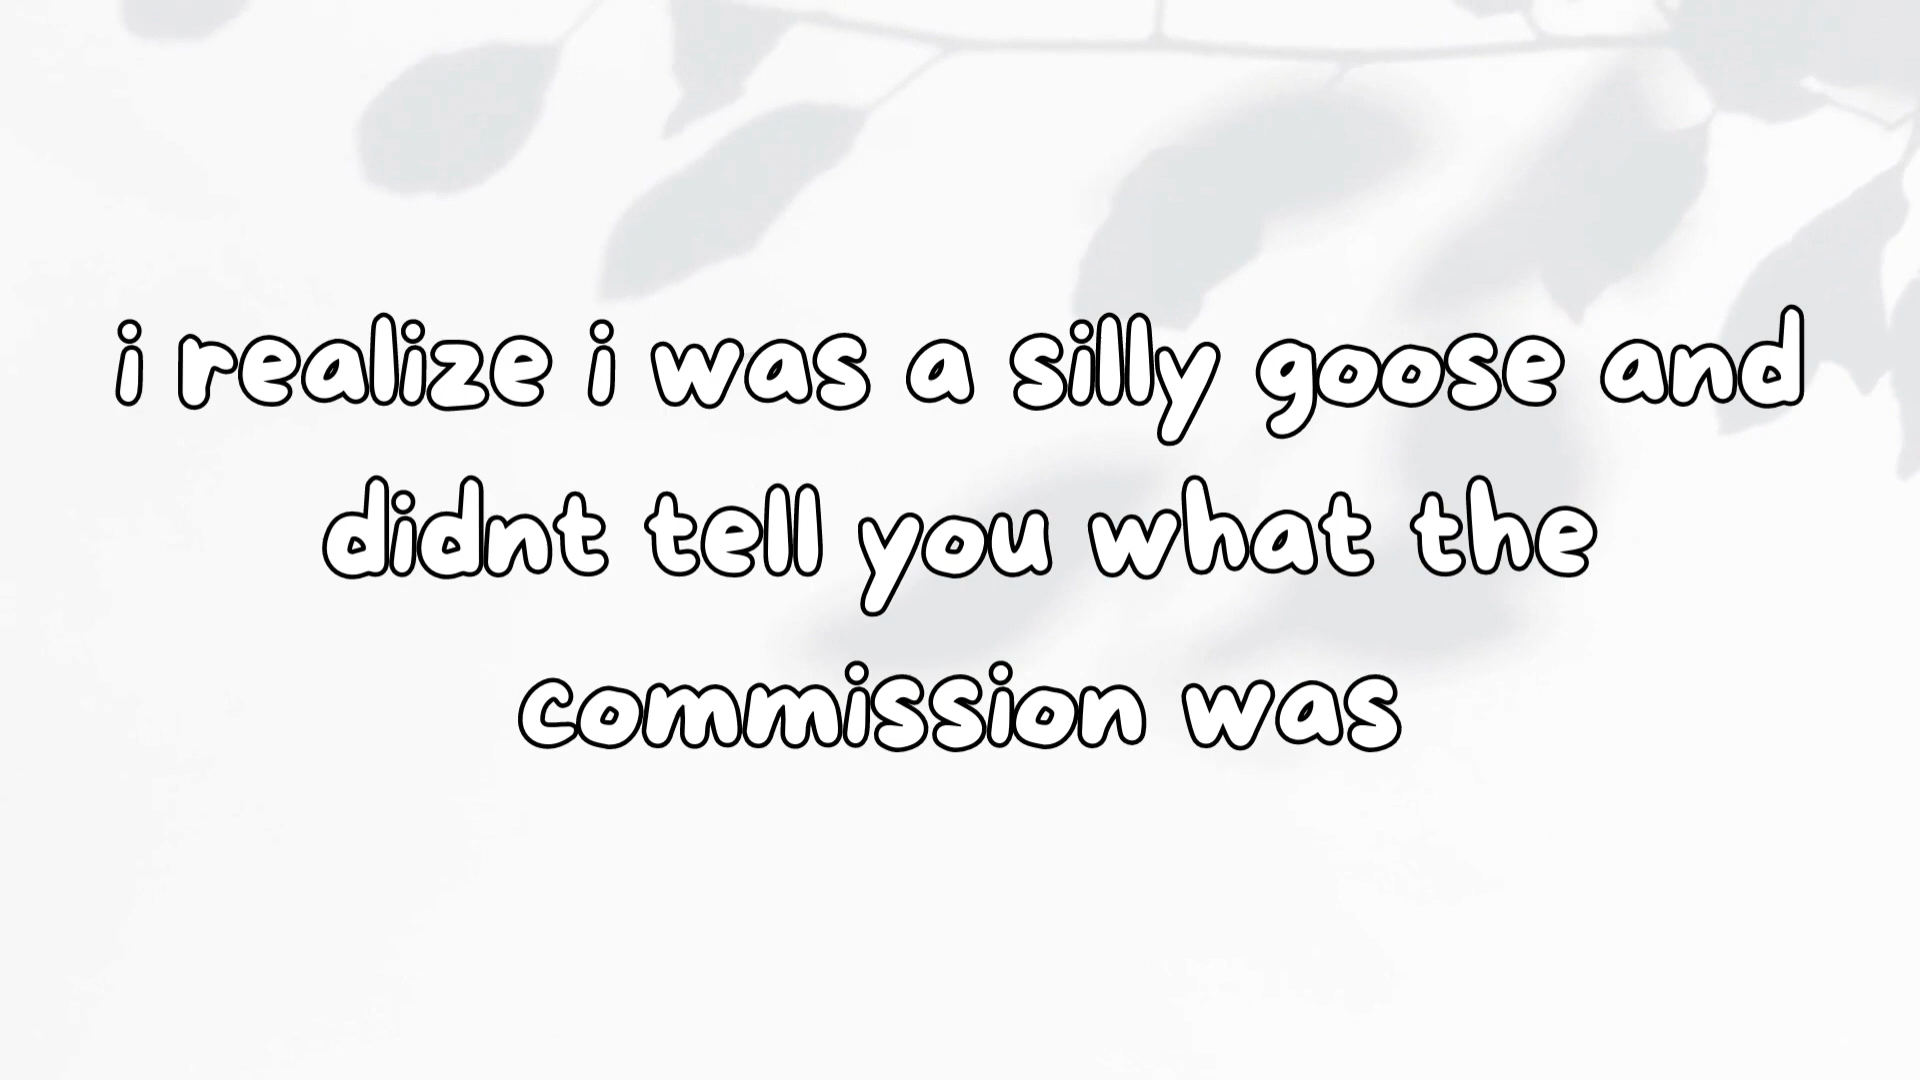 i realize i was a silly goose and
didnt tell you what the
commission was